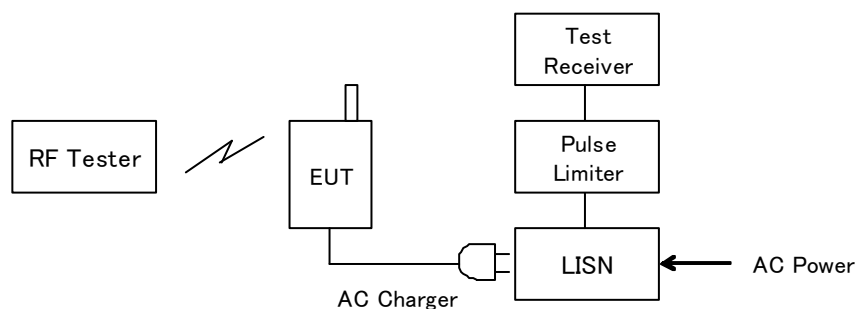 Test
Receiver
RF Tester
EUT
Pulse
Limiter
LISN
AC Power
AC Charger